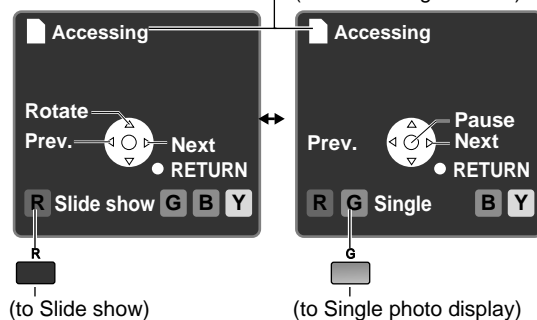 Accessing
Rotate
Prev.
Next
RETURN
R Slide show G B Y
R
(to Slide show)
Accessing
Pause
Prev.
Next
RETURN
R G Single B Y
G
(to Single photo display)